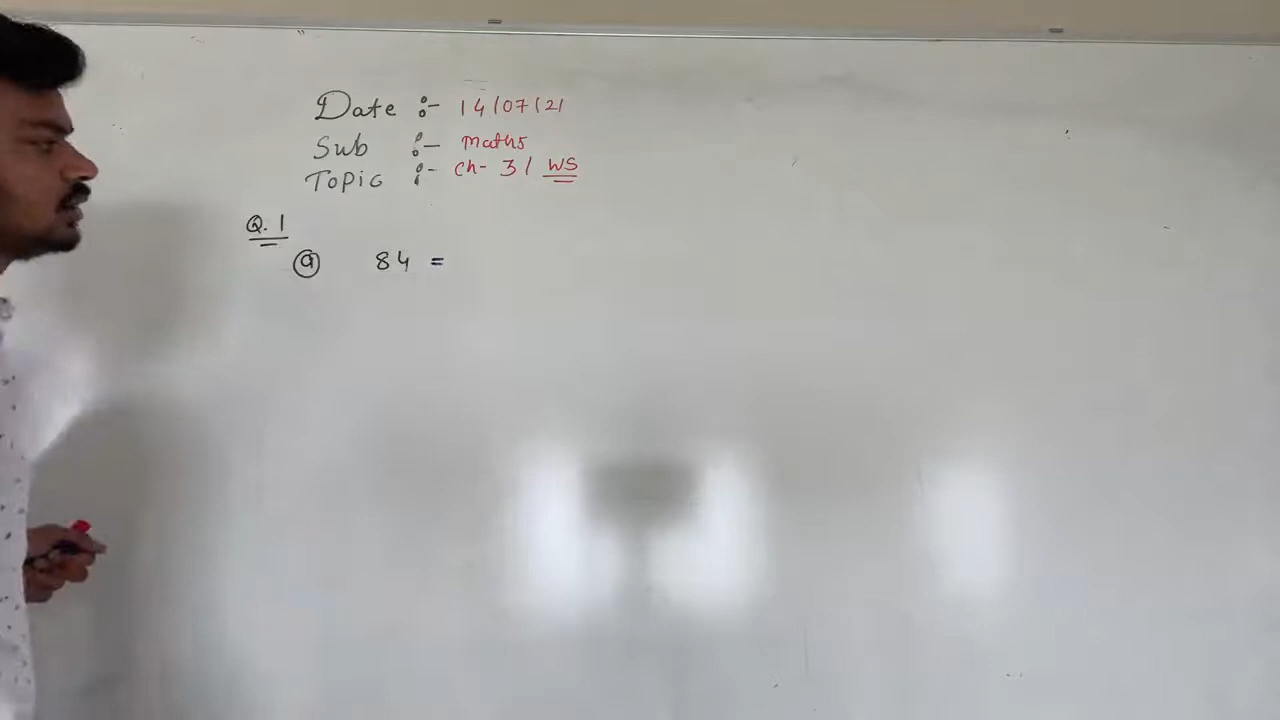 Date :- 14/07/21
Sub :- Maths
Topic :- Ch- 3 / WS
Q.1
a 84 =